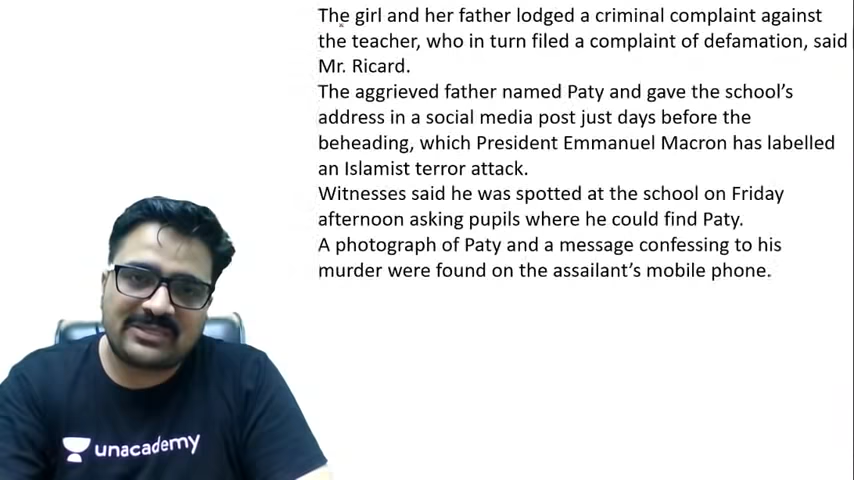 The girl and her father lodged a criminal complaint against
the teacher, who in turn filed a complaint of defamation, said
Mr. Ricard.
The aggrieved father named Paty and gave the school’s
address in a social media post just days before the
beheading, which President Emmanuel Macron has labelled
an Islamist terror attack.
Witnesses said he was spotted at the school on Friday
afternoon asking pupils where he could find Paty.
A photograph of Paty and a message confessing to his
murder were found on the assailant’s mobile phone.
unacademy